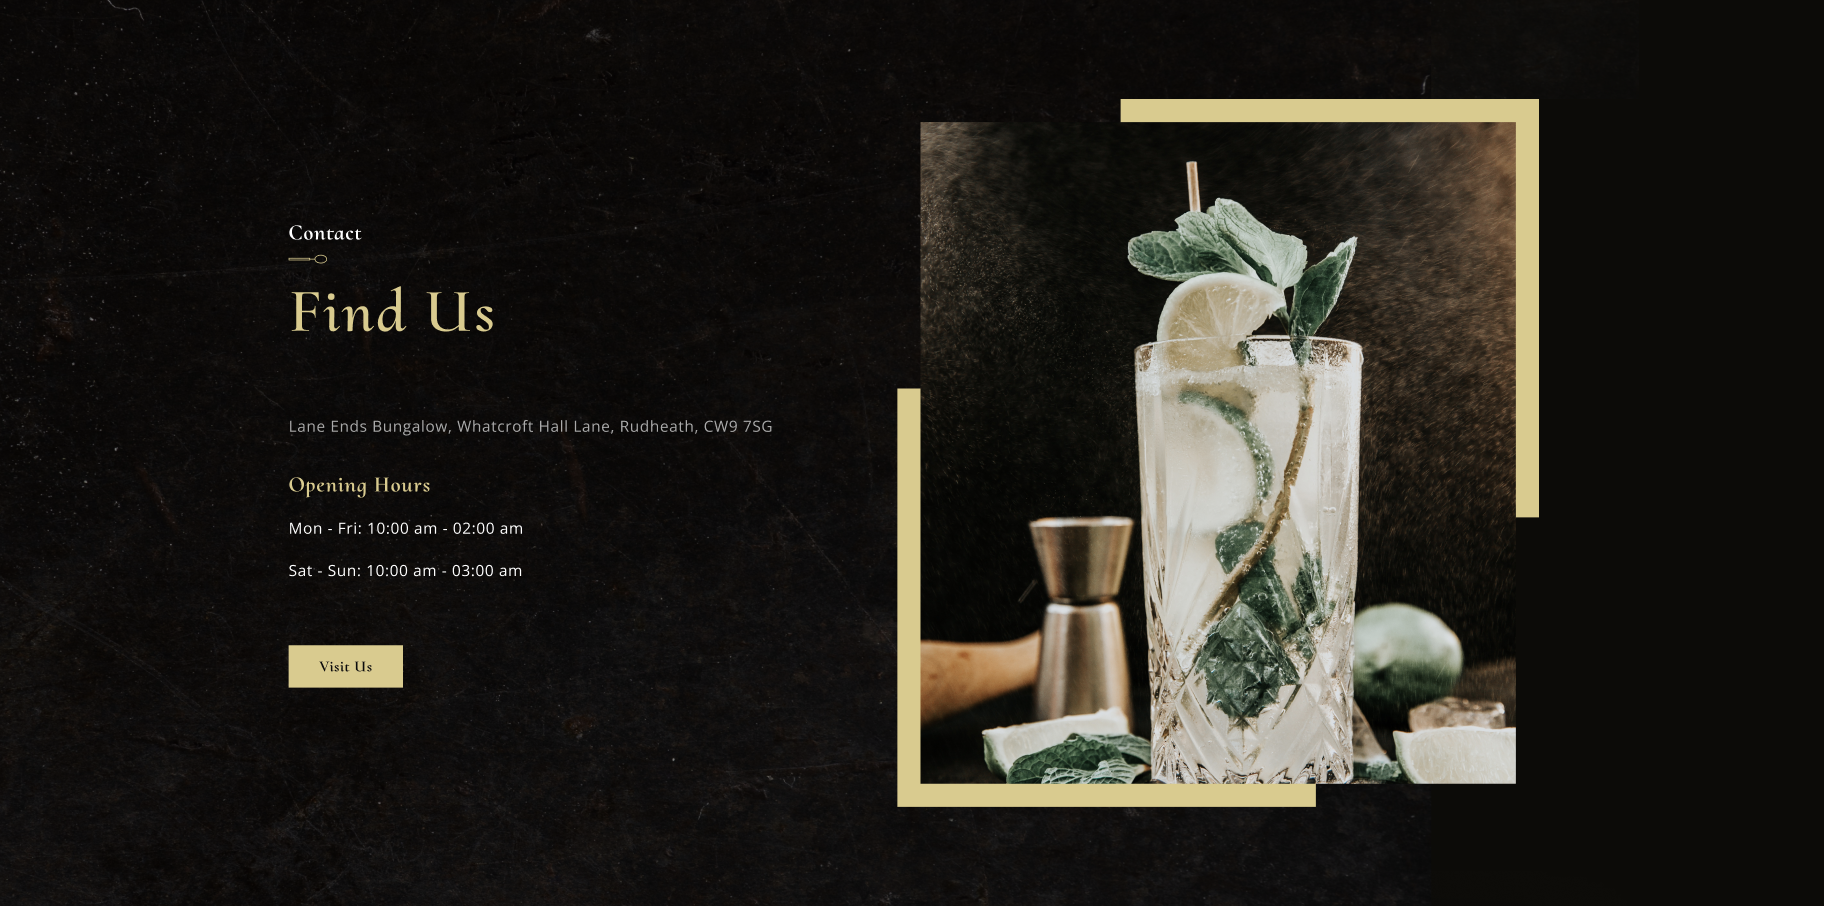 Contact
Find Us
Lane Ends Bungalow, Whatcroft Hall Lane, Rudheath, CW9 7SG
Opening Hours
Mon - Fri: 10:00 am - 02:00 am
Sat - Sun: 10:00 am - 03:00 am
Visit Us